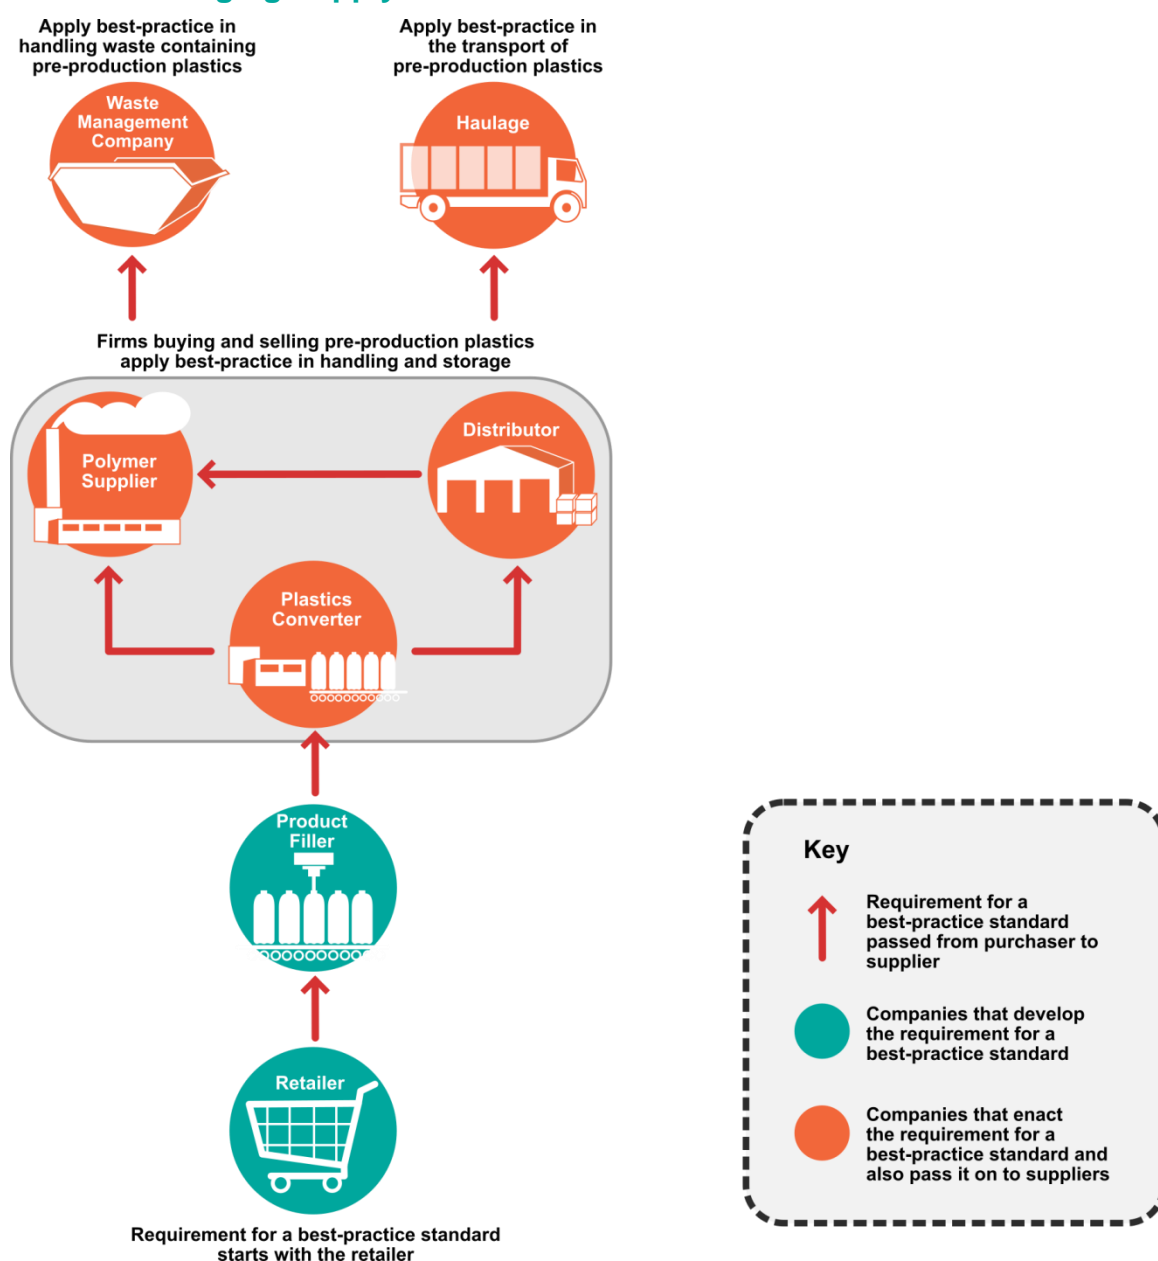 Apply best-practice in
handling waste containing
pre-production plastics
Apply best-practice in
the transport of
pre-production plastics
Waste
Management
Company
Haulage
Firms buying and selling pre-production plastics
apply best-practice in handling and storage
Polymer
Supplier
Distributor
Plastics
Converter
Product
Filler
Retailer
Requirement for a best-practice standard
starts with the retailer
Key
Requirement for a
best-practice standard
passed from purchaser to
supplier
Companies that develop
the requirement for a
best-practice standard
Companies that enact
the requirement for a
best-practice standard and
also pass it on to suppliers